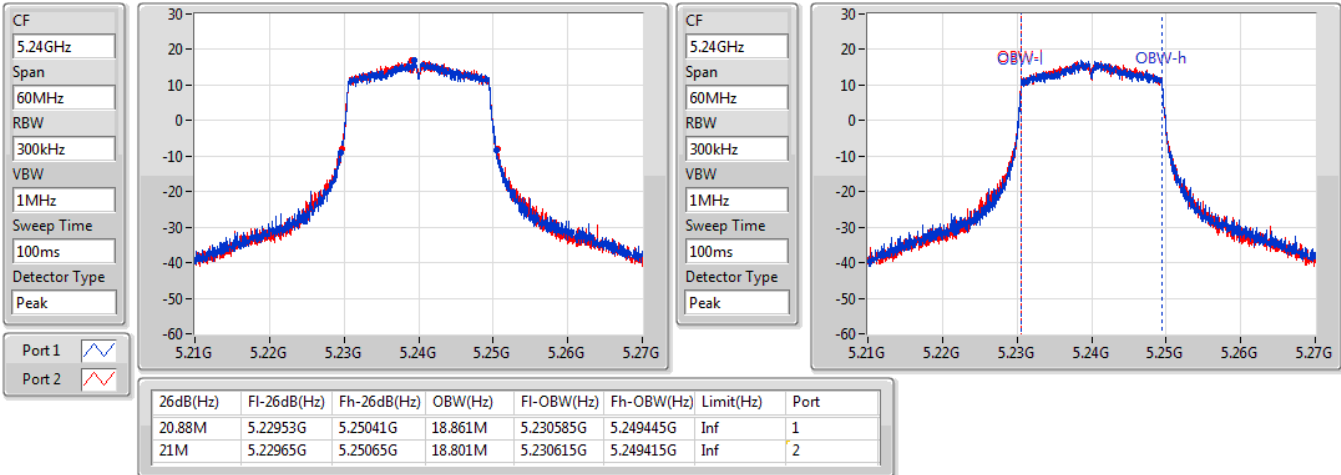 CF
5.24GHz
Span
60MHz
RBW
300kHz
VBW
1MHz
Sweep Time
100ms
Detector Type
Peak
Port 1
Port 2
30
20
10
0
-10
-20
-30
-40
-50
-60
5.21G 5.22G 5.23G 5.24G 5.25G 5.26G 5.27G
CF
5.24GHz
Span
60MHz
RBW
300kHz
VBW
1MHz
Sweep Time
100ms
Detector Type
Peak
30
20
10
0
-10
-20
-30
-40
-50
-60
OBW-l OBW-h
5.21G 5.22G 5.23G 5.24G 5.25G 5.26G 5.27G
26dB(Hz) Fl-26dB(Hz) Fh-26dB(Hz) OBW(Hz) Fl-OBW(Hz) Fh-OBW(Hz) Limit(Hz) Port
20.88M 5.22953G 5.25041G 18.861M 5.230585G 5.249445G Inf 1
21M 5.22965G 5.25065G 18.801M 5.230615G 5.249415G Inf 2